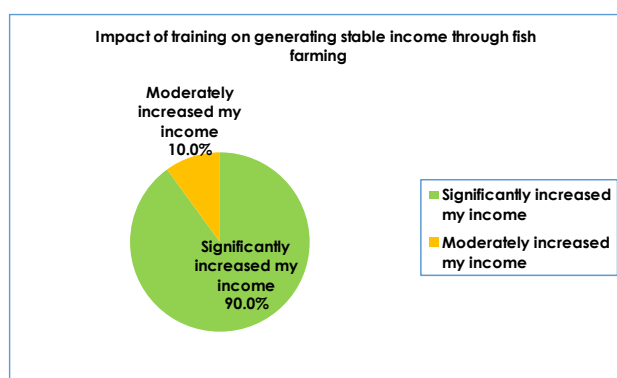 Impact of training on generating stable income through fish
farming
Moderately
increased my
income
10.0%
Significantly
increased my
income
90.0%
Significantly increased
my income
Moderately increased
my income